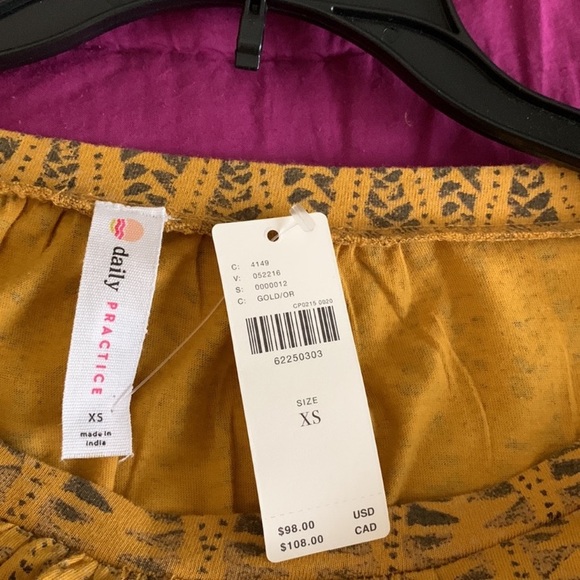 daily
PRACTICE
XS
made in
india
C: 4149
V: 052216
S: 0000012
C: GOLD/OR
CP0215 0520
62250303
SIZE
XS
$98.00 USD
$108.00 CAD